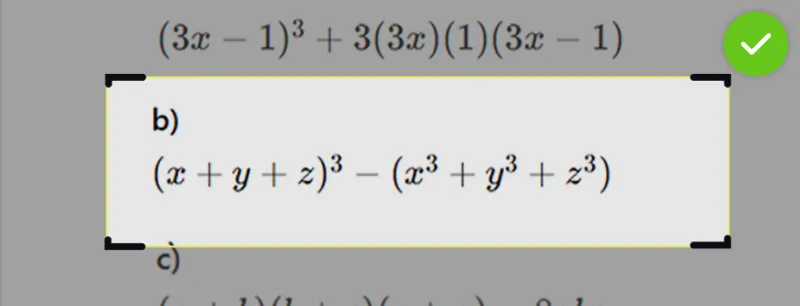 (3x − 1)³ + 3(3x)(1)(3x − 1)
b)
(x + y + z)³ − (x³ + y³ + z³)
c)